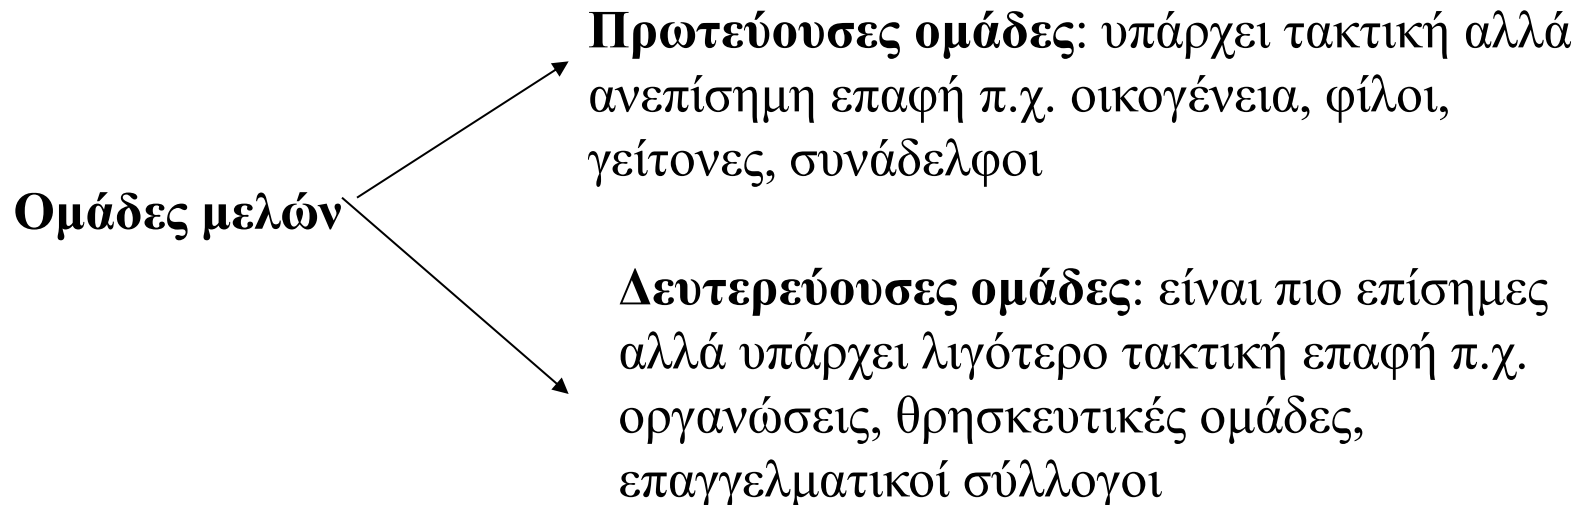 Πρωτεύουσες ομάδες: υπάρχει τακτική αλλά
ανεπίσημη επαφή π.χ. οικογένεια, φίλοι,
γείτονες, συνάδελφοι
Ομάδες μελών
Δευτερεύουσες ομάδες: είναι πιο επίσημες
αλλά υπάρχει λιγότερο τακτική επαφή π.χ.
οργανώσεις, θρησκευτικές ομάδες,
επαγγελματικοί σύλλογοι